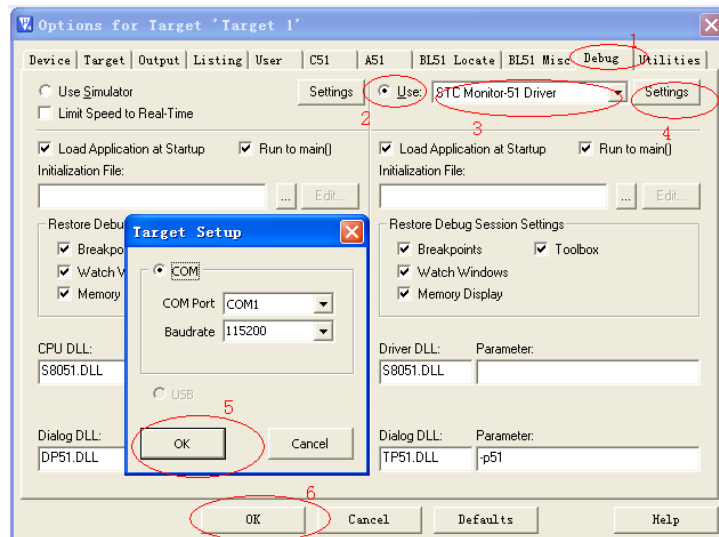 Options for Target 'Target 1'
1
Device Target Output Listing User C51 A51 BL51 Locate BL51 Misc Debug Utilities
Use Simulator Settings Use: STC Monitor-51 Driver Settings
Limit Speed to Real-Time
2 3 4
Load Application at Startup Run to main() Load Application at Startup Run to main()
Initialization File: Initialization File:
... Edit... ... Edit...
Restore Debu Restore Debug Session Settings
Breakpo Breakpoints Toolbox
Watch V Watch Windows
Memory Memory Display
Target Setup
COM
COM Port COM1
Baudrate 115200
USB
5
OK Cancel
CPU DLL: Driver DLL: Parameter:
S8051.DLL S8051.DLL
Dialog DLL: Dialog DLL: Parameter:
DP51.DLL TP51.DLL -p51
6
OK Cancel Defaults Help